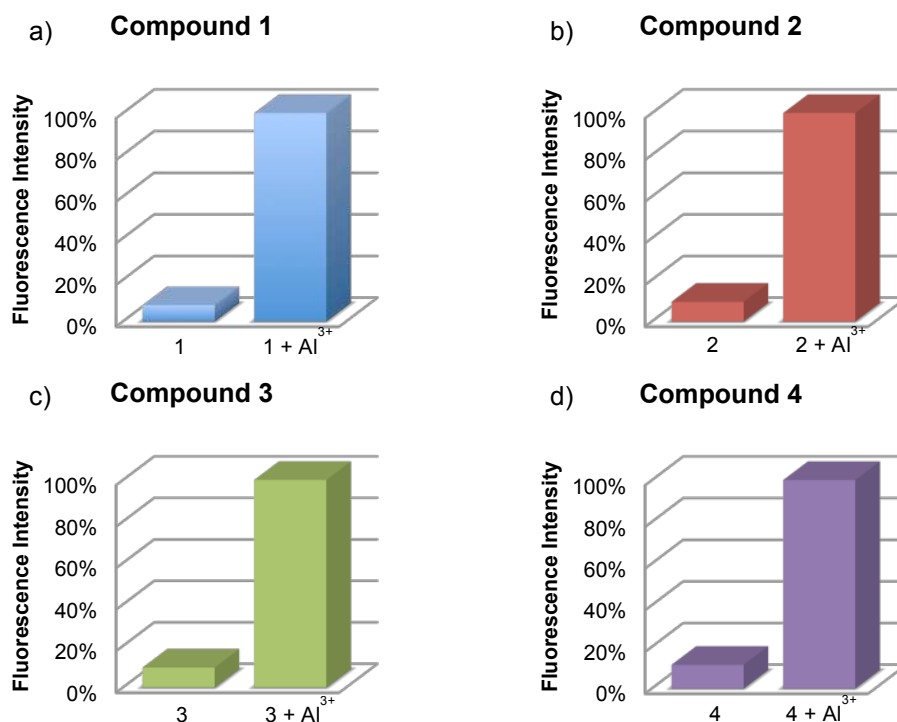 a) Compound 1
Fluorescence Intensity
100%
80%
60%
40%
20%
0%
1
1 + Al³⁺
b) Compound 2
Fluorescence Intensity
100%
80%
60%
40%
20%
0%
2
2 + Al³⁺
c) Compound 3
Fluorescence Intensity
100%
80%
60%
40%
20%
0%
3
3 + Al³⁺
d) Compound 4
Fluorescence Intensity
100%
80%
60%
40%
20%
0%
4
4 + Al³⁺